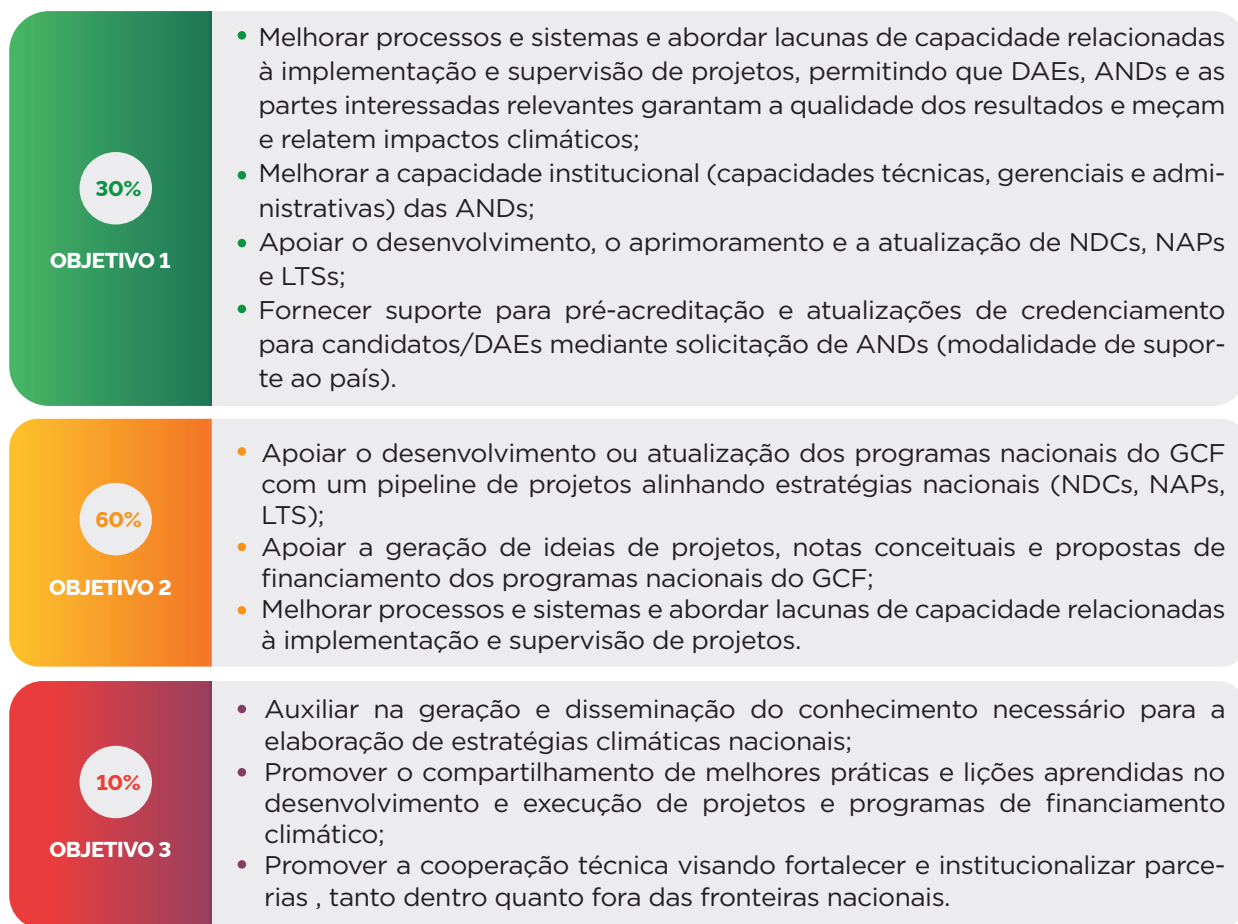 30%
OBJETIVO 1
• Melhorar processos e sistemas e abordar lacunas de capacidade relacionadas
à implementação e supervisão de projetos, permitindo que DAEs, ANDs e as
partes interessadas relevantes garantam a qualidade dos resultados e meçam
e relatem impactos climáticos;
• Melhorar a capacidade institucional (capacidades técnicas, gerenciais e admi-
nistrativas) das ANDs;
• Apoiar o desenvolvimento, o aprimoramento e a atualização de NDCs, NAPs
e LTSs;
• Fornecer suporte para pré-acreditação e atualizações de credenciamento
para candidatos/DAEs mediante solicitação de ANDs (modalidade de supor-
te ao país).
60%
OBJETIVO 2
• Apoiar o desenvolvimento ou atualização dos programas nacionais do GCF
com um pipeline de projetos alinhando estratégias nacionais (NDCs, NAPs,
LTS);
• Apoiar a geração de ideias de projetos, notas conceituais e propostas de
financiamento dos programas nacionais do GCF;
• Melhorar processos e sistemas e abordar lacunas de capacidade relacionadas
à implementação e supervisão de projetos.
10%
OBJETIVO 3
• Auxiliar na geração e disseminação do conhecimento necessário para a
elaboração de estratégias climáticas nacionais;
• Promover o compartilhamento de melhores práticas e lições aprendidas no
desenvolvimento e execução de projetos e programas de financiamento
climático;
• Promover a cooperação técnica visando fortalecer e institucionalizar parce-
rias , tanto dentro quanto fora das fronteiras nacionais.